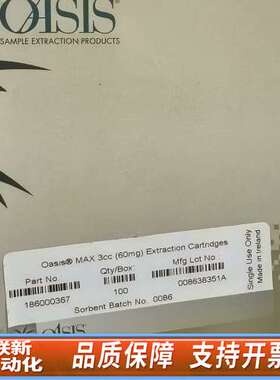 OASIS
SAMPLE EXTRACTION PRODUCTS
Oasis® MAX 3cc (60mg) Extraction Cartridges
Part No. Qty/Box Mfg Lot No
186000367 100 008638351A
Sorbent Batch No. 0086
Single Use Only
Made in Ireland
OASIS
联新
动化
品质保障 支持开票